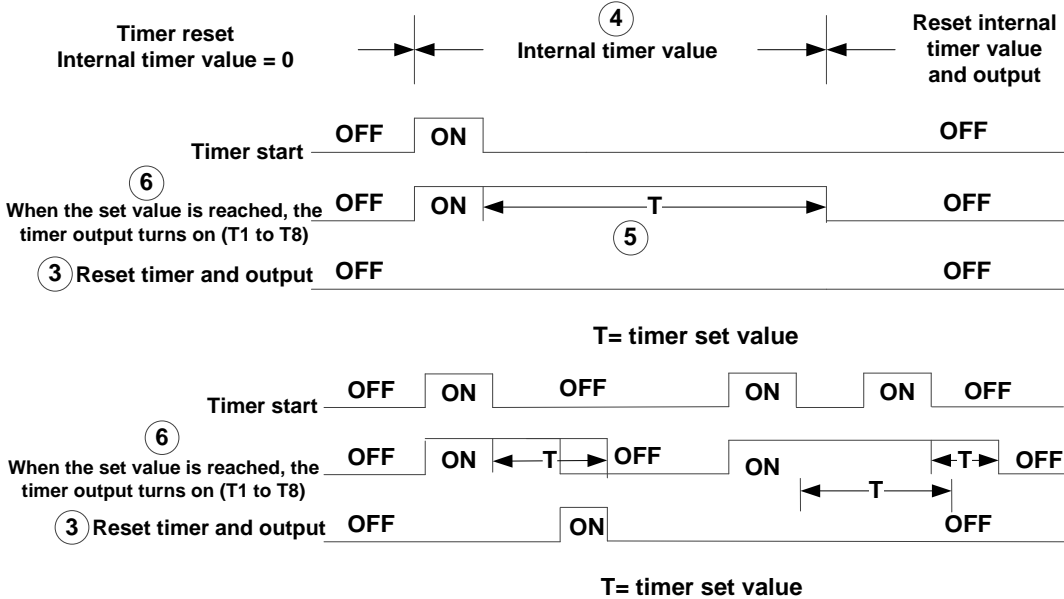 Timer reset
Internal timer value = 0
4
Internal timer value
Reset internal
timer value
and output
Timer start
OFF
ON
OFF
6
When the set value is reached, the
timer output turns on (T1 to T8)
OFF
ON
T
OFF
5
3 Reset timer and output
OFF
OFF
T= timer set value
Timer start
OFF
ON
OFF
ON
ON
OFF
6
When the set value is reached, the
timer output turns on (T1 to T8)
OFF
ON
T
OFF
ON
T
T
OFF
3 Reset timer and output
OFF
ON
OFF
T= timer set value